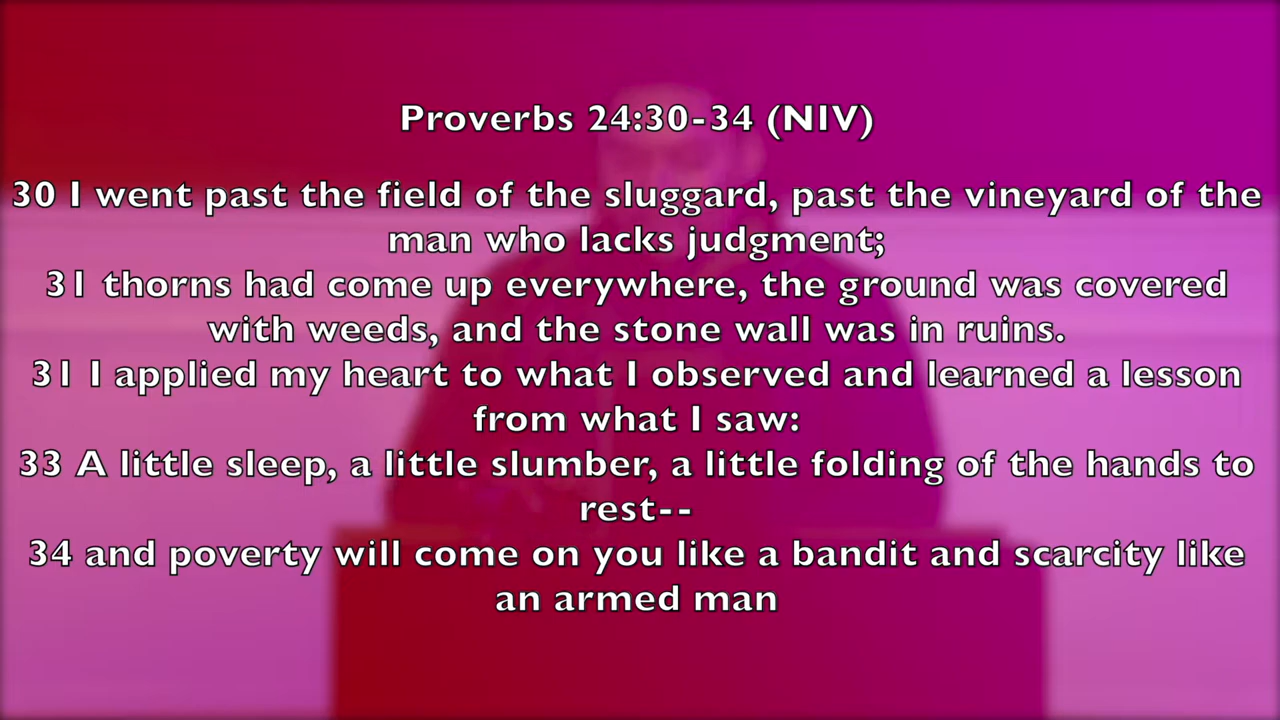 Proverbs 24:30-34 (NIV)
30 I went past the field of the sluggard, past the vineyard of the
man who lacks judgment;
31 thorns had come up everywhere, the ground was covered
with weeds, and the stone wall was in ruins.
31 I applied my heart to what I observed and learned a lesson
from what I saw:
33 A little sleep, a little slumber, a little folding of the hands to
rest--
34 and poverty will come on you like a bandit and scarcity like
an armed man